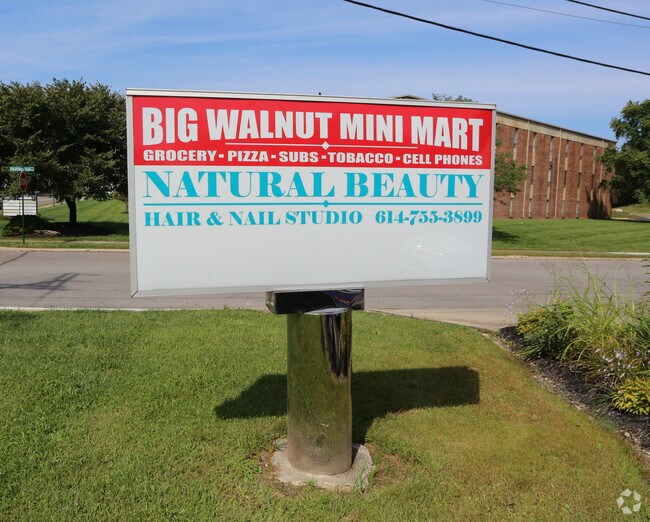 BIG WALNUT MINI MART
GROCERY - PIZZA - SUBS - TOBACCO - CELL PHONES
NATURAL BEAUTY
HAIR & NAIL STUDIO 614-755-3899